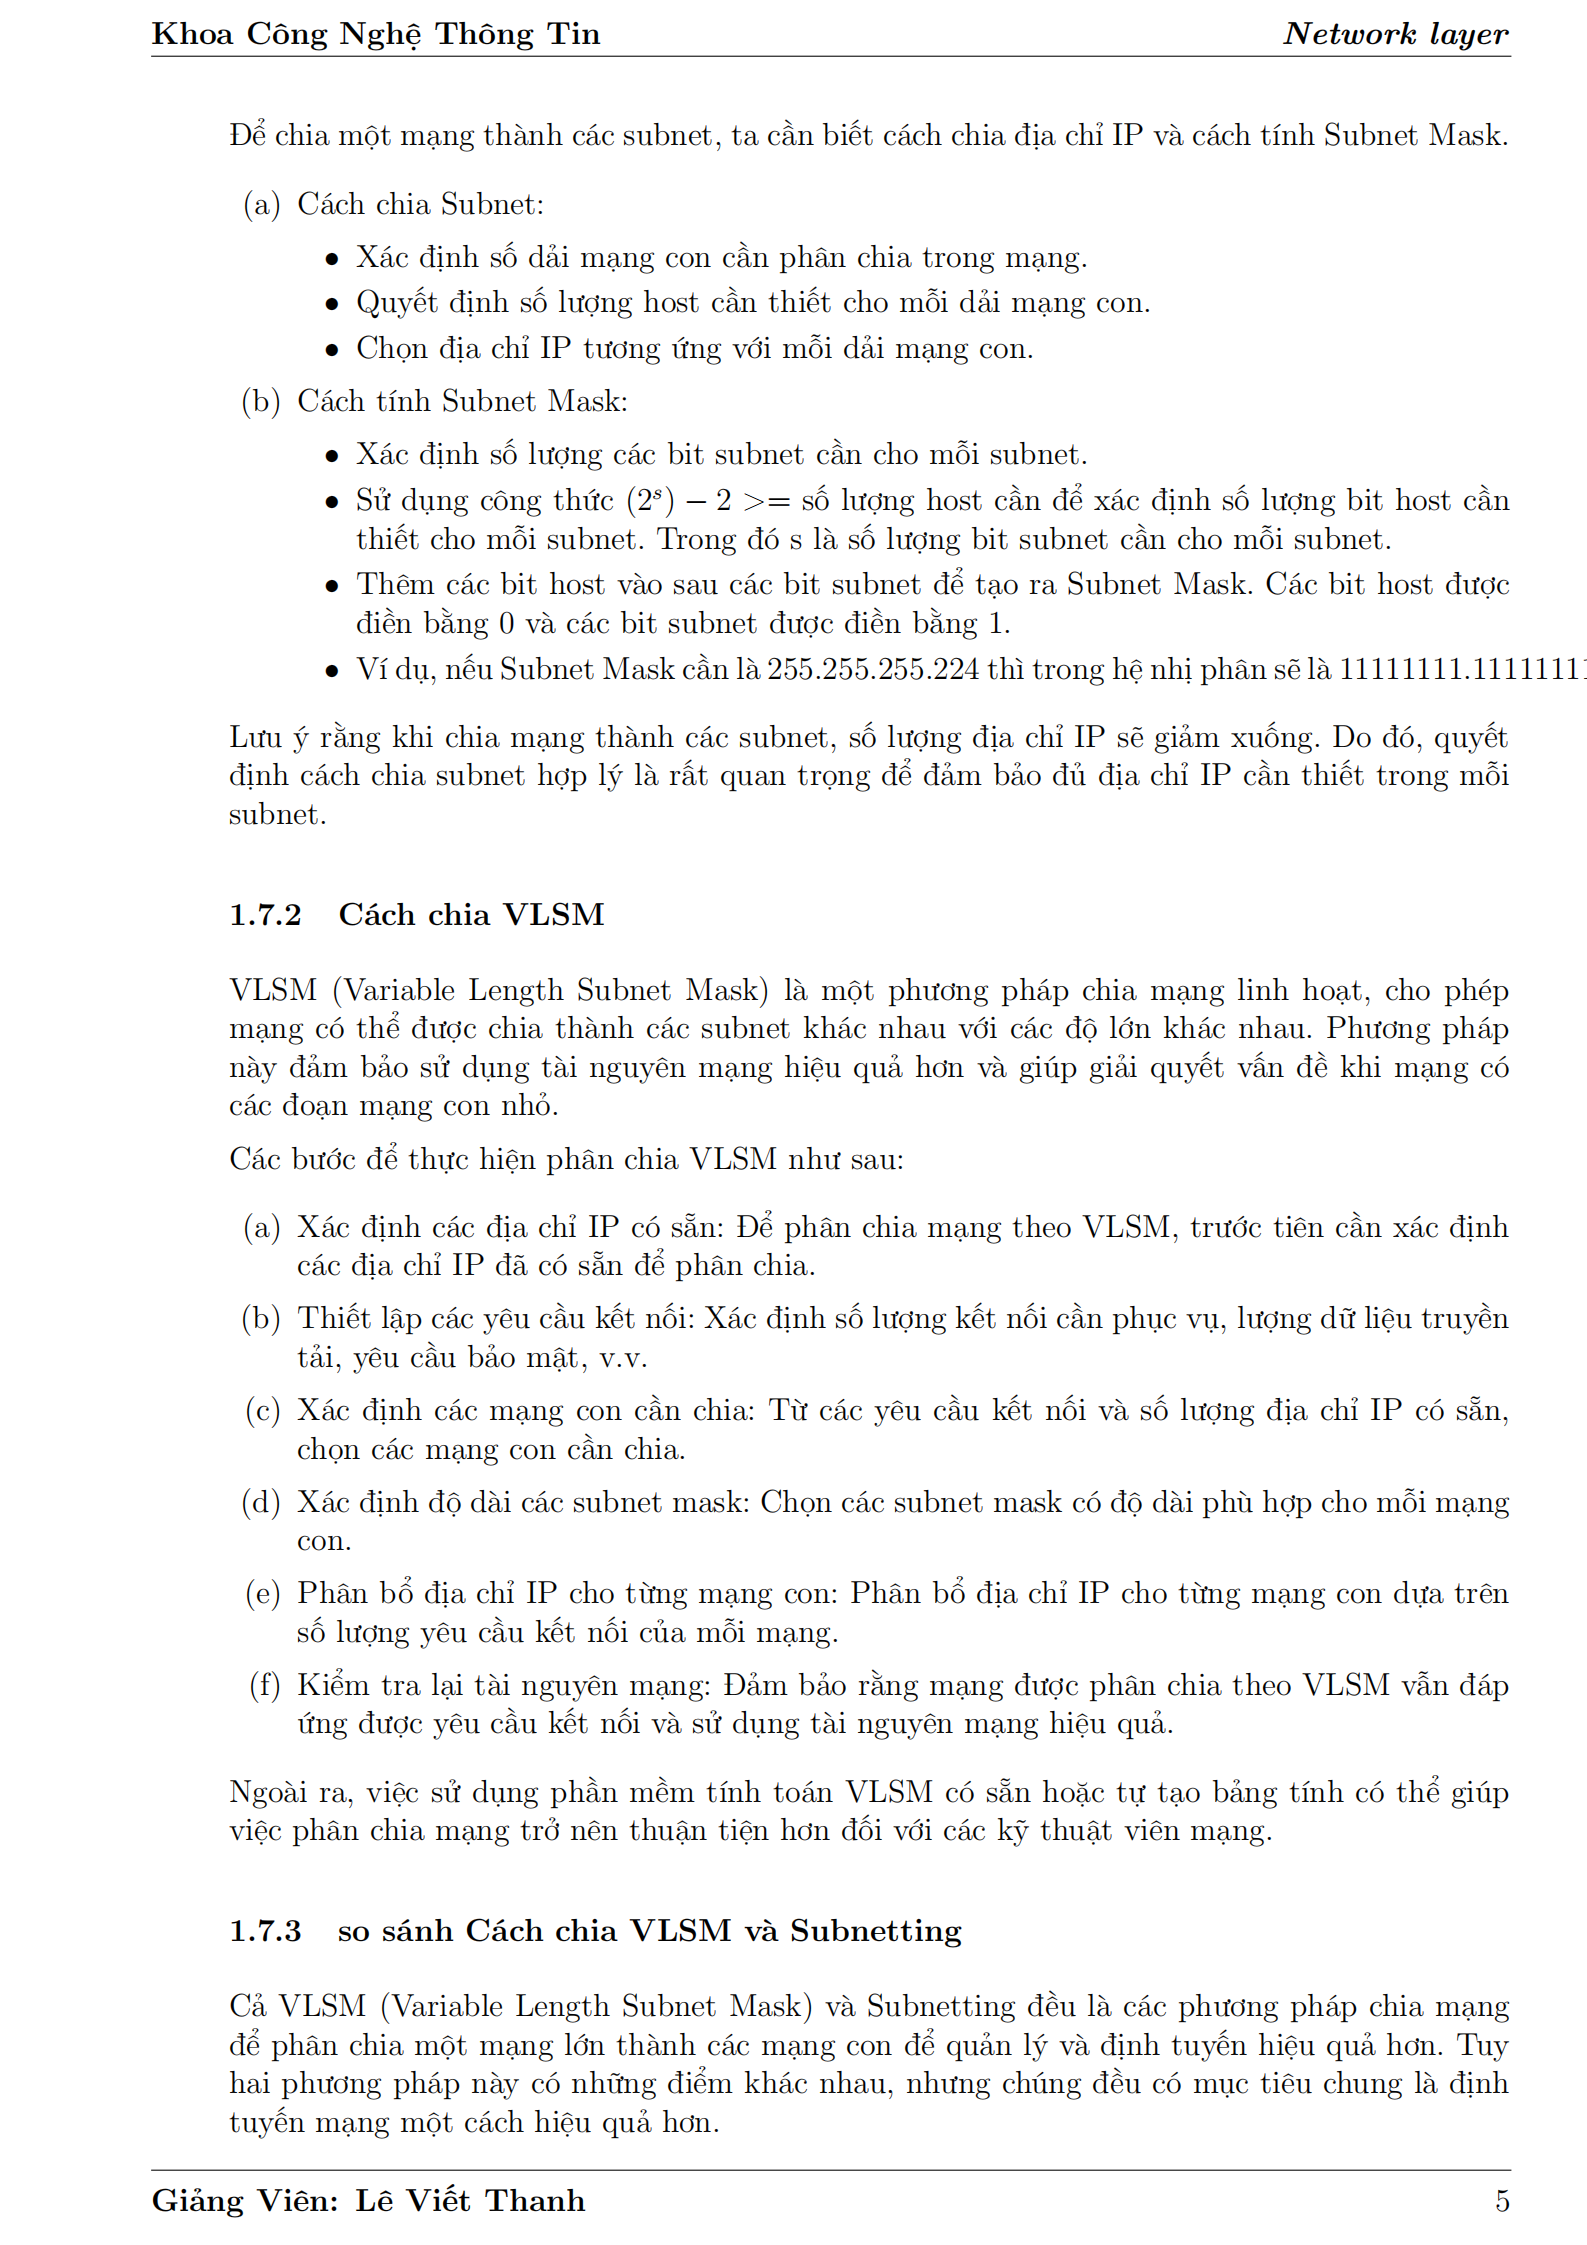 Khoa Công Nghệ Thông Tin Network layer
Để chia một mạng thành các subnet, ta cần biết cách chia địa chỉ IP và cách tính Subnet Mask.
(a) Cách chia Subnet:
• Xác định số dải mạng con cần phân chia trong mạng.
• Quyết định số lượng host cần thiết cho mỗi dải mạng con.
• Chọn địa chỉ IP tương ứng với mỗi dải mạng con.
(b) Cách tính Subnet Mask:
• Xác định số lượng các bit subnet cần cho mỗi subnet.
• Sử dụng công thức (2ˢ) − 2 >= số lượng host cần để xác định số lượng bit host cần
thiết cho mỗi subnet. Trong đó s là số lượng bit subnet cần cho mỗi subnet.
• Thêm các bit host vào sau các bit subnet để tạo ra Subnet Mask. Các bit host được
điền bằng 0 và các bit subnet được điền bằng 1.
• Ví dụ, nếu Subnet Mask cần là 255.255.255.224 thì trong hệ nhị phân sẽ là 11111111.11111111
Lưu ý rằng khi chia mạng thành các subnet, số lượng địa chỉ IP sẽ giảm xuống. Do đó, quyết
định cách chia subnet hợp lý là rất quan trọng để đảm bảo đủ địa chỉ IP cần thiết trong mỗi
subnet.
1.7.2 Cách chia VLSM
VLSM (Variable Length Subnet Mask) là một phương pháp chia mạng linh hoạt, cho phép
mạng có thể được chia thành các subnet khác nhau với các độ lớn khác nhau. Phương pháp
này đảm bảo sử dụng tài nguyên mạng hiệu quả hơn và giúp giải quyết vấn đề khi mạng có
các đoạn mạng con nhỏ.
Các bước để thực hiện phân chia VLSM như sau:
(a) Xác định các địa chỉ IP có sẵn: Để phân chia mạng theo VLSM, trước tiên cần xác định
các địa chỉ IP đã có sẵn để phân chia.
(b) Thiết lập các yêu cầu kết nối: Xác định số lượng kết nối cần phục vụ, lượng dữ liệu truyền
tải, yêu cầu bảo mật, v.v.
(c) Xác định các mạng con cần chia: Từ các yêu cầu kết nối và số lượng địa chỉ IP có sẵn,
chọn các mạng con cần chia.
(d) Xác định độ dài các subnet mask: Chọn các subnet mask có độ dài phù hợp cho mỗi mạng
con.
(e) Phân bổ địa chỉ IP cho từng mạng con: Phân bổ địa chỉ IP cho từng mạng con dựa trên
số lượng yêu cầu kết nối của mỗi mạng.
(f) Kiểm tra lại tài nguyên mạng: Đảm bảo rằng mạng được phân chia theo VLSM vẫn đáp
ứng được yêu cầu kết nối và sử dụng tài nguyên mạng hiệu quả.
Ngoài ra, việc sử dụng phần mềm tính toán VLSM có sẵn hoặc tự tạo bảng tính có thể giúp
việc phân chia mạng trở nên thuận tiện hơn đối với các kỹ thuật viên mạng.
1.7.3 so sánh Cách chia VLSM và Subnetting
Cả VLSM (Variable Length Subnet Mask) và Subnetting đều là các phương pháp chia mạng
để phân chia một mạng lớn thành các mạng con để quản lý và định tuyến hiệu quả hơn. Tuy
hai phương pháp này có những điểm khác nhau, nhưng chúng đều có mục tiêu chung là định
tuyến mạng một cách hiệu quả hơn.
Giảng Viên: Lê Viết Thanh 5